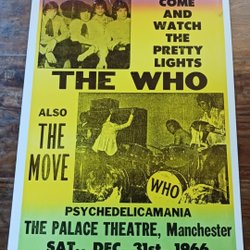 COME
AND
WATCH
THE
PRETTY
LIGHTS
THE WHO
ALSO
THE
MOVE
WHO
PSYCHEDELICAMANIA
THE PALACE THEATRE, Manchester
SAT., DEC. 31st, 1966